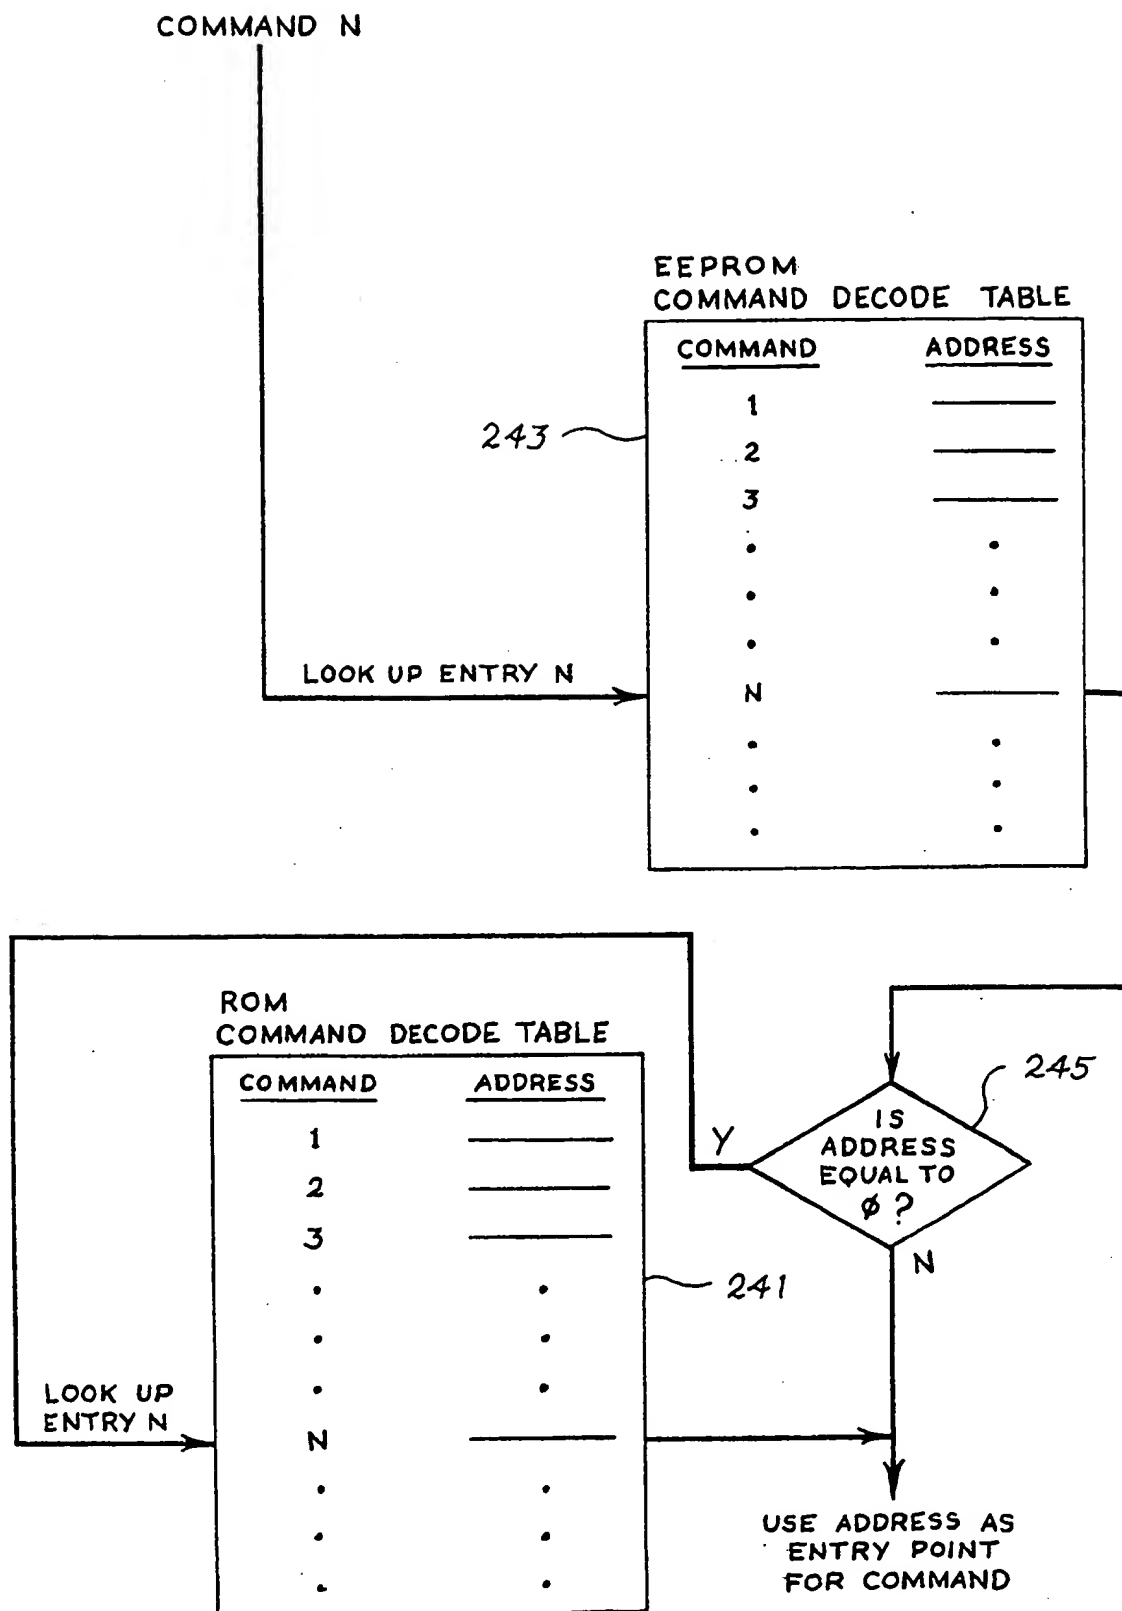 COMMAND N
EEPROM
COMMAND DECODE TABLE
COMMAND ADDRESS
1
243
2
3
LOOK UP ENTRY N
N
ROM
COMMAND DECODE TABLE
COMMAND ADDRESS
1
2
3
241
LOOK UP
ENTRY N
N
245
IS
ADDRESS
EQUAL TO
ø ?
Y
N
USE ADDRESS AS
ENTRY POINT
FOR COMMAND